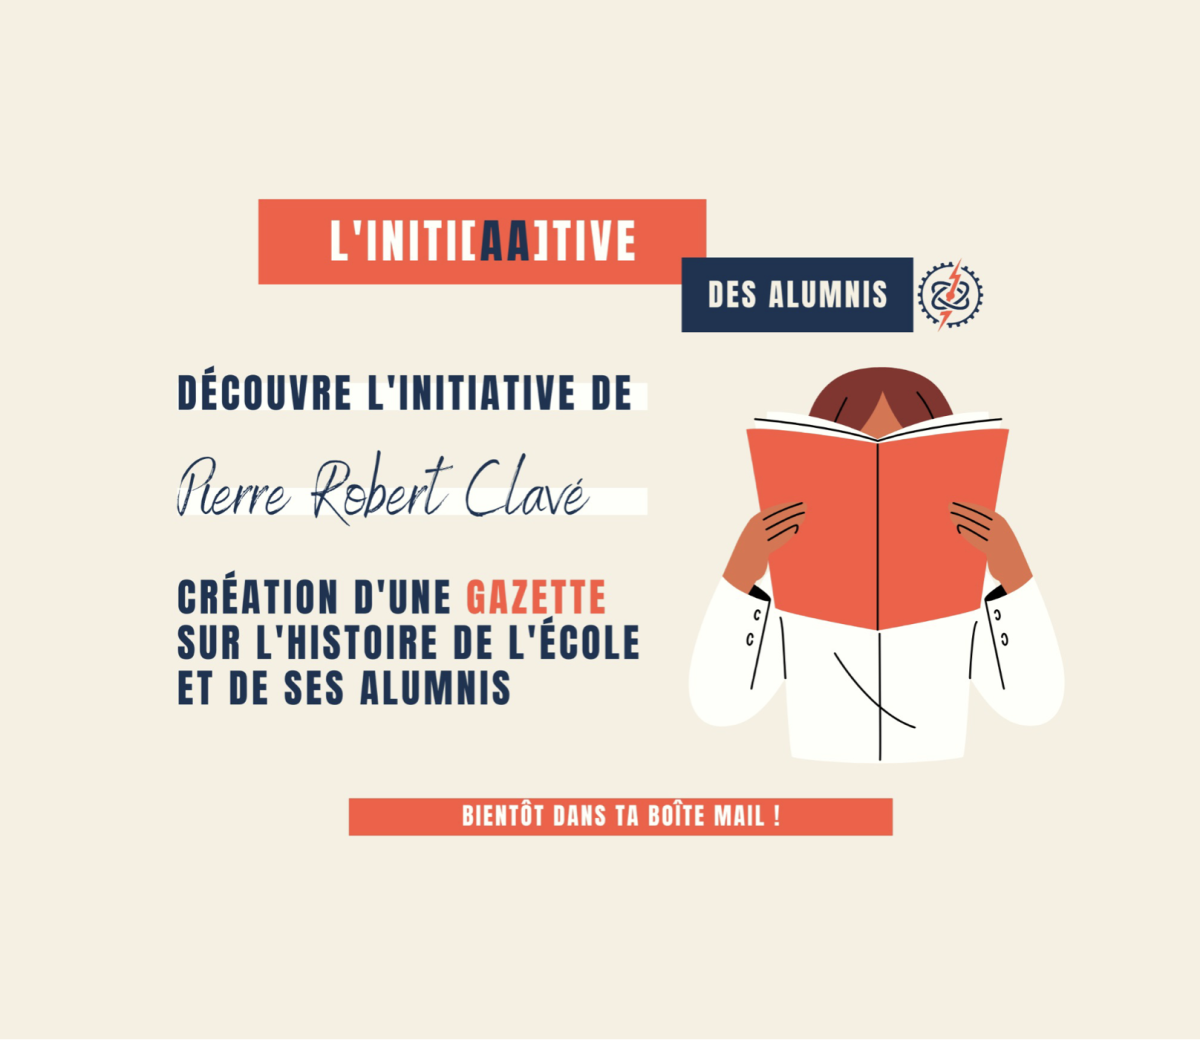 L'INITI[AA]TIVE
DES ALUMNIS
DÉCOUVRE L'INITIATIVE DE
Pierre Robert Clavé
CRÉATION D'UNE GAZETTE
SUR L'HISTOIRE DE L'ÉCOLE
ET DE SES ALUMNIS
BIENTÔT DANS TA BOÎTE MAIL !